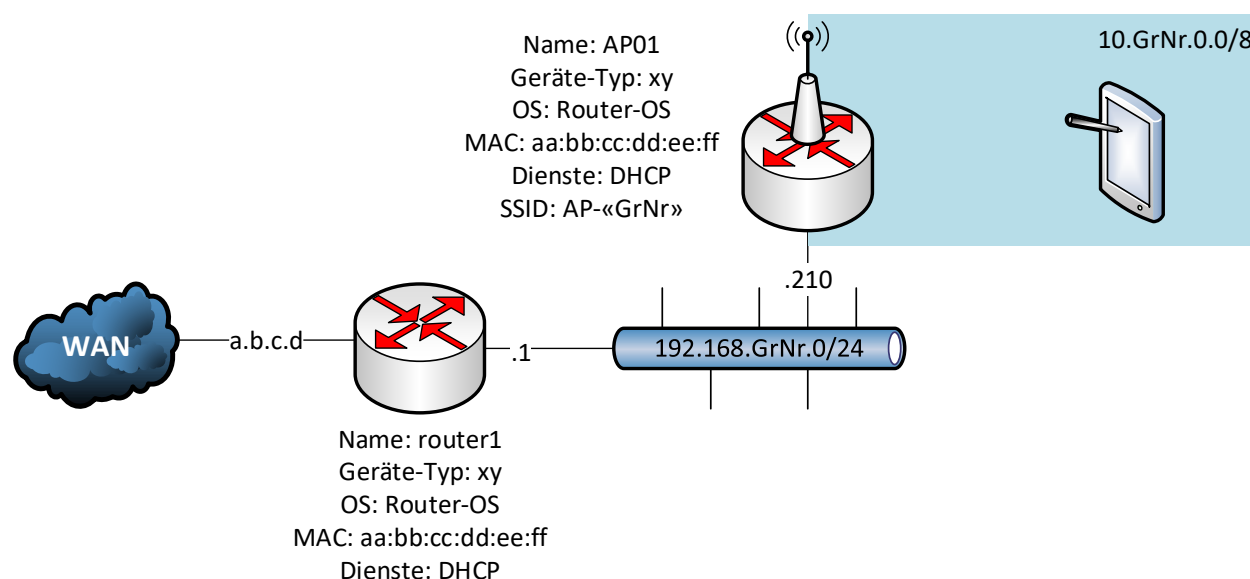 Name: AP01
Geräte-Typ: xy
OS: Router-OS
MAC: aa:bb:cc:dd:ee:ff
Dienste: DHCP
SSID: AP-«GrNr»
10.GrNr.0.0/8
.210
WAN
a.b.c.d
.1
192.168.GrNr.0/24
Name: router1
Geräte-Typ: xy
OS: Router-OS
MAC: aa:bb:cc:dd:ee:ff
Dienste: DHCP